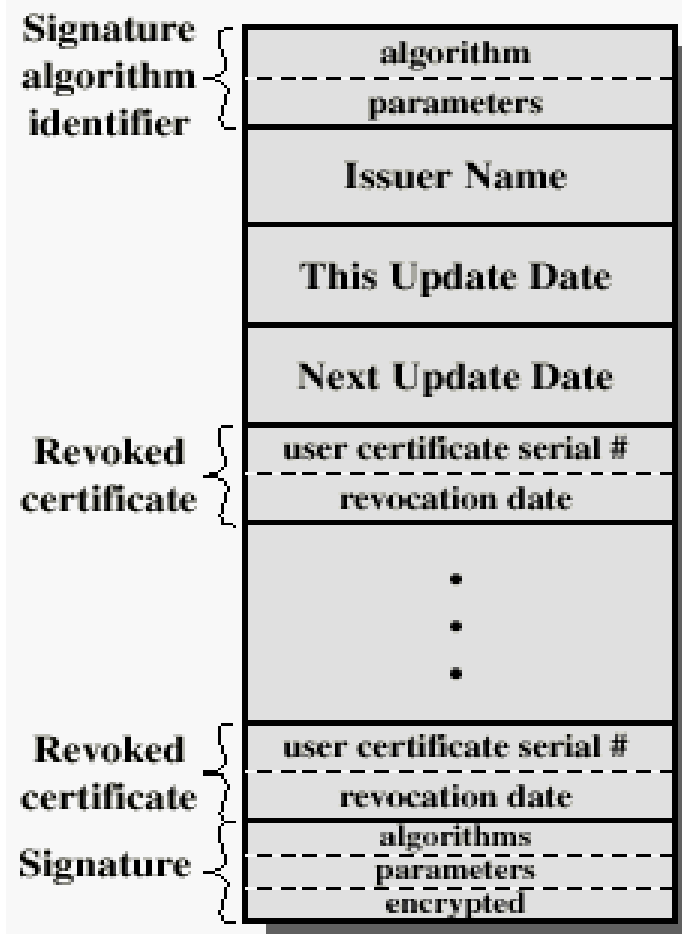 Signature
algorithm
identifier
algorithm
parameters
Issuer Name
This Update Date
Next Update Date
Revoked
certificate
user certificate serial #
revocation date
Revoked
certificate
user certificate serial #
revocation date
Signature
algorithms
parameters
encrypted